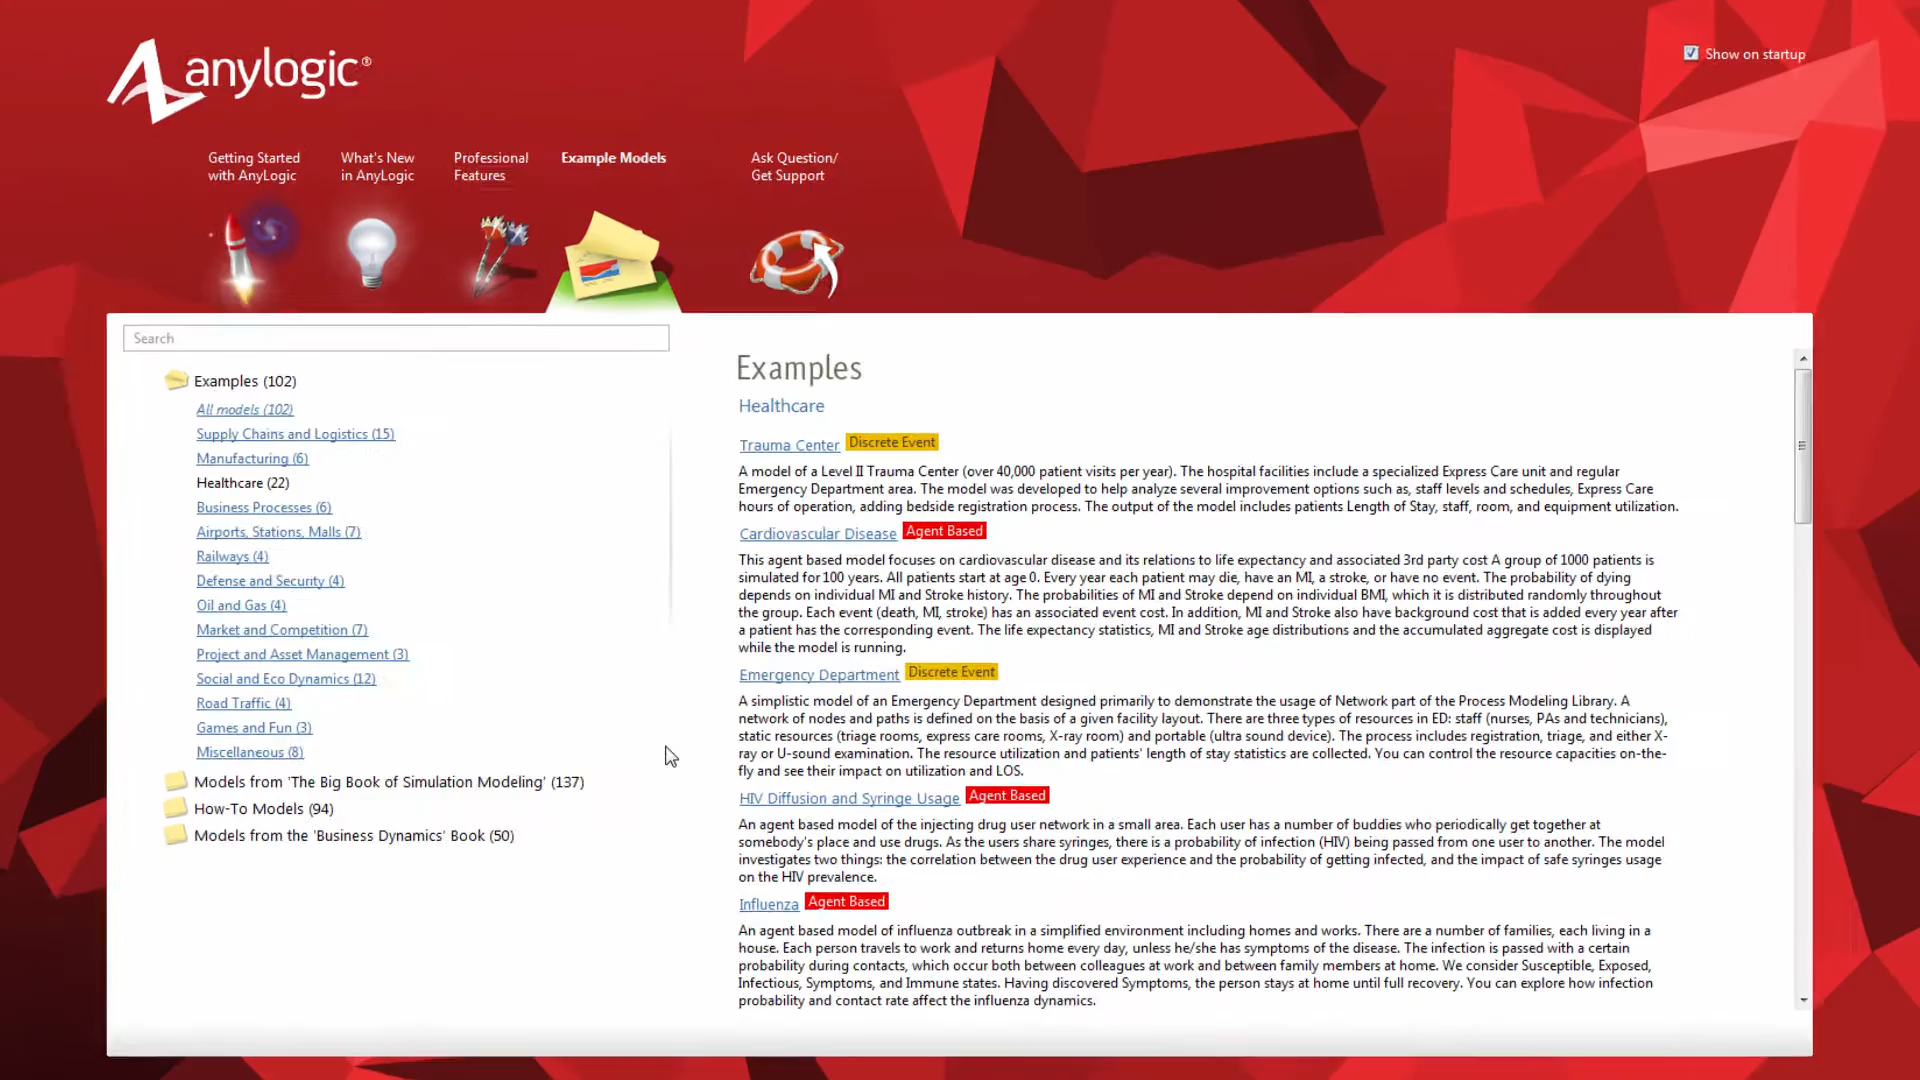 anylogic®
Show on startup
Getting Started
with AnyLogic
What's New
in AnyLogic
Professional
Features
Example Models
Ask Question/
Get Support
Search
Examples (102)
All models (102)
Supply Chains and Logistics (15)
Manufacturing (6)
Healthcare (22)
Business Processes (6)
Airports, Stations, Malls (7)
Railways (4)
Defense and Security (4)
Oil and Gas (4)
Market and Competition (7)
Project and Asset Management (3)
Social and Eco Dynamics (12)
Road Traffic (4)
Games and Fun (3)
Miscellaneous (8)
Models from 'The Big Book of Simulation Modeling' (137)
How-To Models (94)
Models from the 'Business Dynamics' Book (50)
Examples
Healthcare
Trauma Center Discrete Event
A model of a Level II Trauma Center (over 40,000 patient visits per year). The hospital facilities include a specialized Express Care unit and regular
Emergency Department area. The model was developed to help analyze several improvement options such as, staff levels and schedules, Express Care
hours of operation, adding bedside registration process. The output of the model includes patients Length of Stay, staff, room, and equipment utilization.
Cardiovascular Disease Agent Based
This agent based model focuses on cardiovascular disease and its relations to life expectancy and associated 3rd party cost A group of 1000 patients is
simulated for 100 years. All patients start at age 0. Every year each patient may die, have an MI, a stroke, or have no event. The probability of dying
depends on individual MI and Stroke history. The probabilities of MI and Stroke depend on individual BMI, which it is distributed randomly throughout
the group. Each event (death, MI, stroke) has an associated event cost. In addition, MI and Stroke also have background cost that is added every year after
a patient has the corresponding event. The life expectancy statistics, MI and Stroke age distributions and the accumulated aggregate cost is displayed
while the model is running.
Emergency Department Discrete Event
A simplistic model of an Emergency Department designed primarily to demonstrate the usage of Network part of the Process Modeling Library. A
network of nodes and paths is defined on the basis of a given facility layout. There are three types of resources in ED: staff (nurses, PAs and technicians),
static resources (triage rooms, express care rooms, X-ray room) and portable (ultra sound device). The process includes registration, triage, and either X-
ray or U-sound examination. The resource utilization and patients' length of stay statistics are collected. You can control the resource capacities on-the-
fly and see their impact on utilization and LOS.
HIV Diffusion and Syringe Usage Agent Based
An agent based model of the injecting drug user network in a small area. Each user has a number of buddies who periodically get together at
somebody's place and use drugs. As the users share syringes, there is a probability of infection (HIV) being passed from one user to another. The model
investigates two things: the correlation between the drug user experience and the probability of getting infected, and the impact of safe syringes usage
on the HIV prevalence.
Influenza Agent Based
An agent based model of influenza outbreak in a simplified environment including homes and works. There are a number of families, each living in a
house. Each person travels to work and returns home every day, unless he/she has symptoms of the disease. The infection is passed with a certain
probability during contacts, which occur both between colleagues at work and between family members at home. We consider Susceptible, Exposed,
Infectious, Symptoms, and Immune states. Having discovered Symptoms, the person stays at home until full recovery. You can explore how infection
probability and contact rate affect the influenza dynamics.